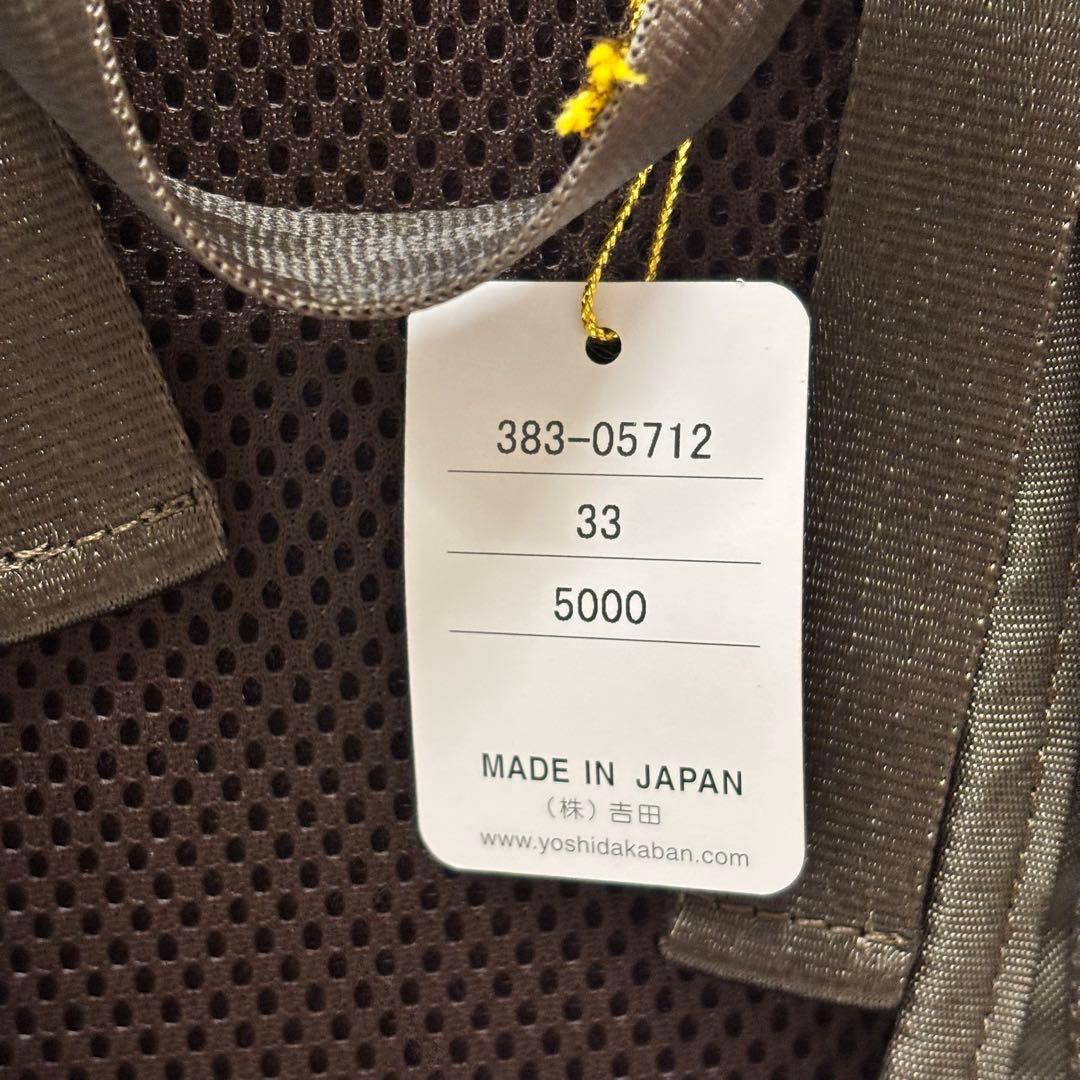 383-05712
33
5000
MADE IN JAPAN
(株)吉田
www.yoshidakaban.com